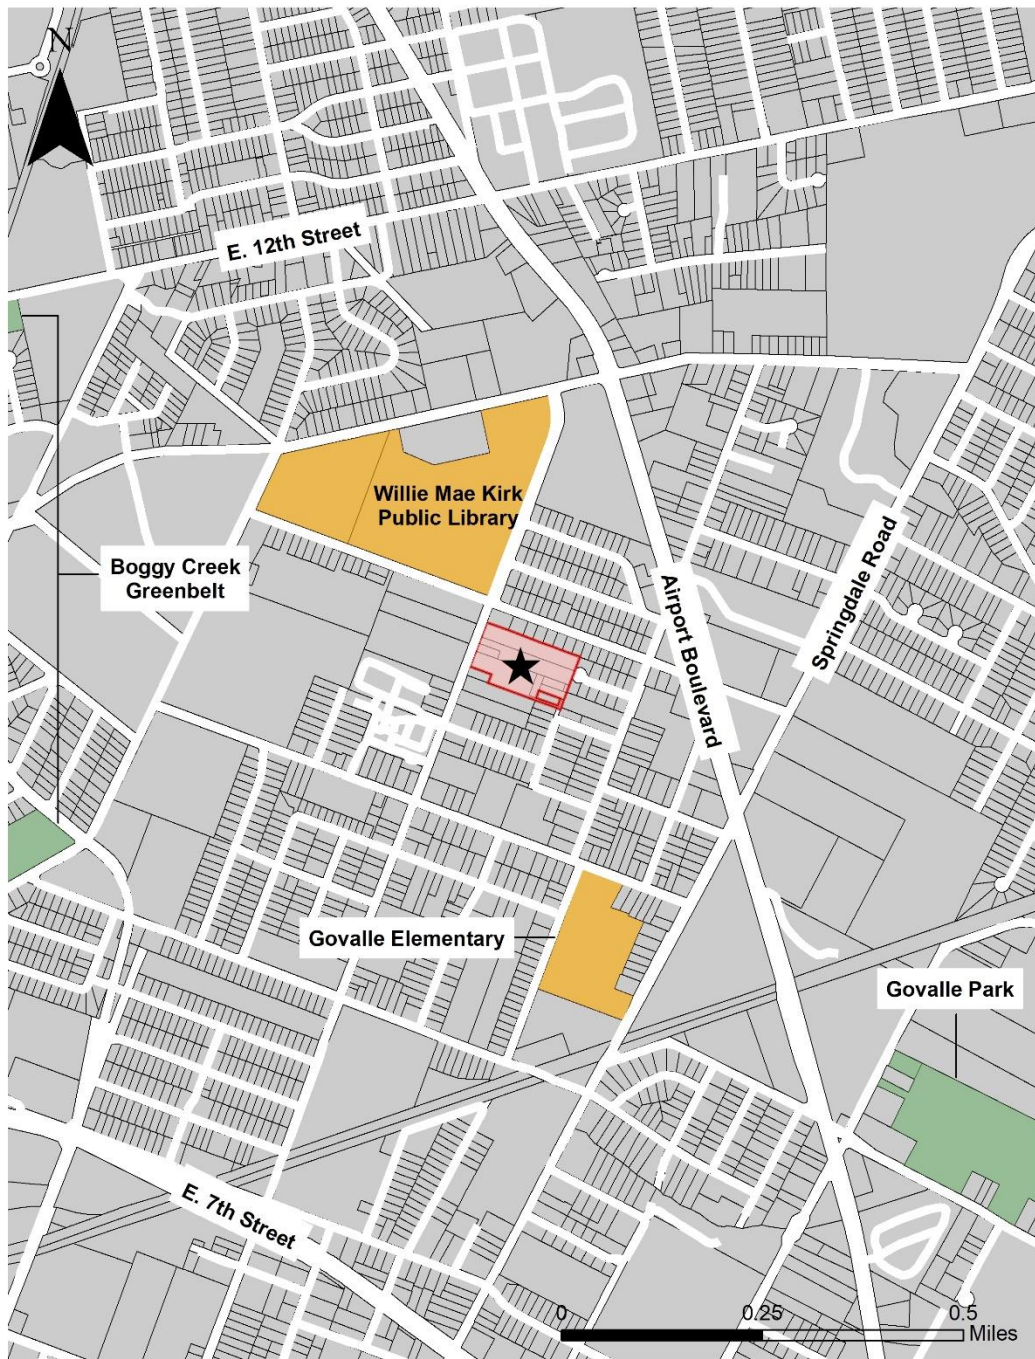 N
E. 12th Street
Willie Mae Kirk
Public Library
Boggy Creek
Greenbelt
Airport Boulevard
Springdale Road
Govalle Elementary
Govalle Park
E. 7th Street
0 0.25 0.5
Miles